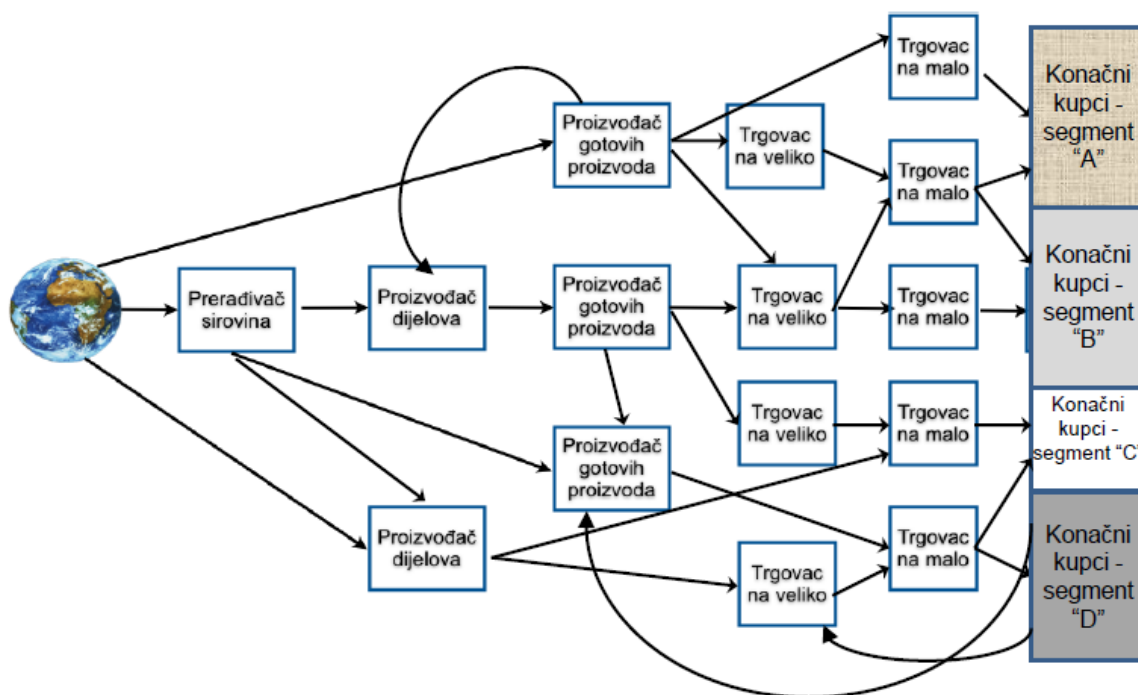 Trgovac
na malo
Konačni
kupci -
segment
“A”
Proizvođač
gotovih
proizvoda
Trgovac
na veliko
Trgovac
na malo
Prerađivač
sirovina
Proizvođač
dijelova
Proizvođač
gotovih
proizvoda
Trgovac
na veliko
Trgovac
na malo
Konačni
kupci -
segment
“B”
Proizvođač
gotovih
proizvoda
Trgovac
na veliko
Trgovac
na malo
Konačni
kupci -
segment “C”
Proizvođač
dijelova
Trgovac
na veliko
Trgovac
na malo
Konačni
kupci -
segment
“D”